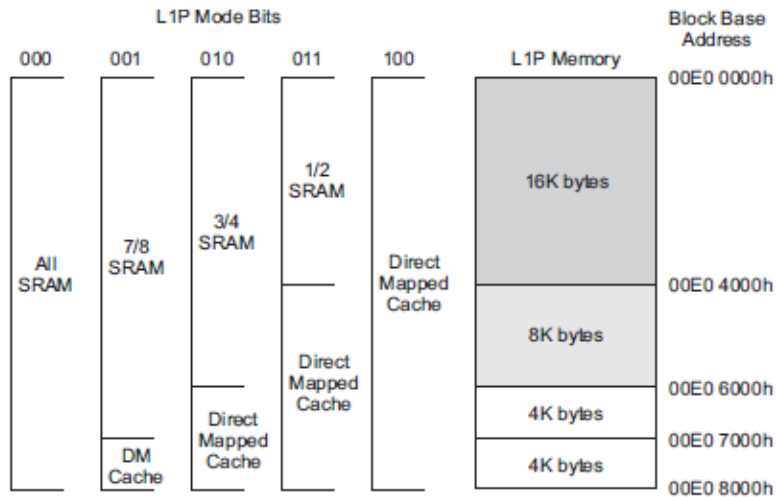 L1P Mode Bits
Block Base
Address
000 001 010 011 100 L1P Memory
00E0 0000h
1/2
SRAM
16K bytes
3/4
SRAM
7/8
SRAM
All
SRAM
Direct
Mapped
Cache
00E0 4000h
8K bytes
Direct
Mapped
Cache
00E0 6000h
Direct
Mapped
Cache
4K bytes
00E0 7000h
DM
Cache
4K bytes
00E0 8000h